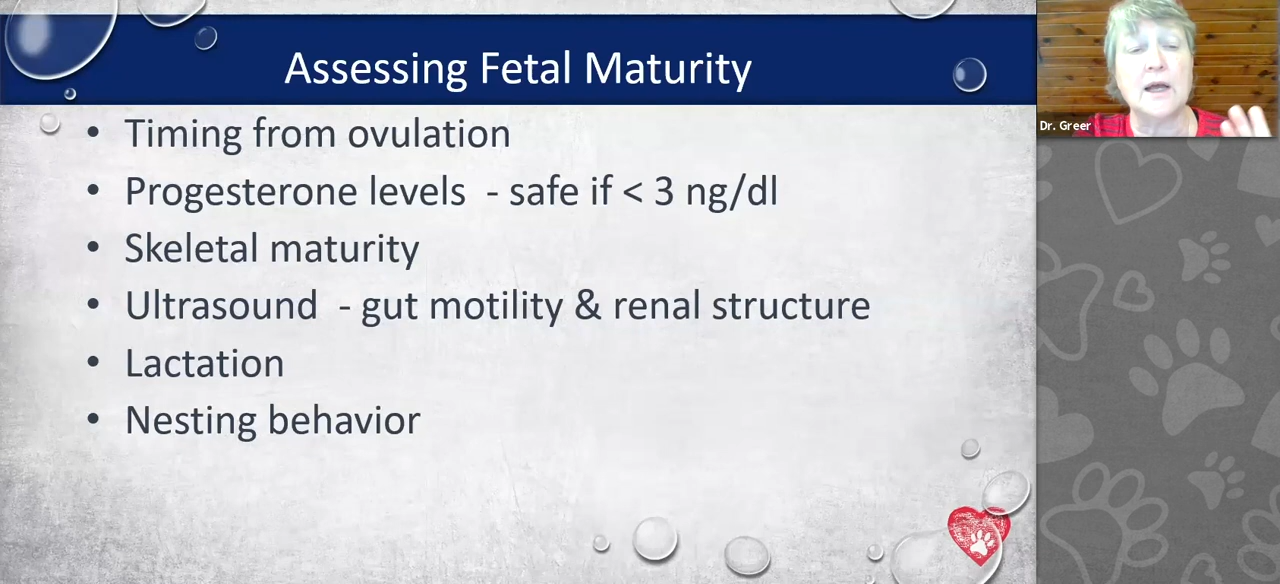 Assessing Fetal Maturity
• Timing from ovulation
• Progesterone levels - safe if < 3 ng/dl
• Skeletal maturity
• Ultrasound - gut motility & renal structure
• Lactation
• Nesting behavior
Dr. Greer